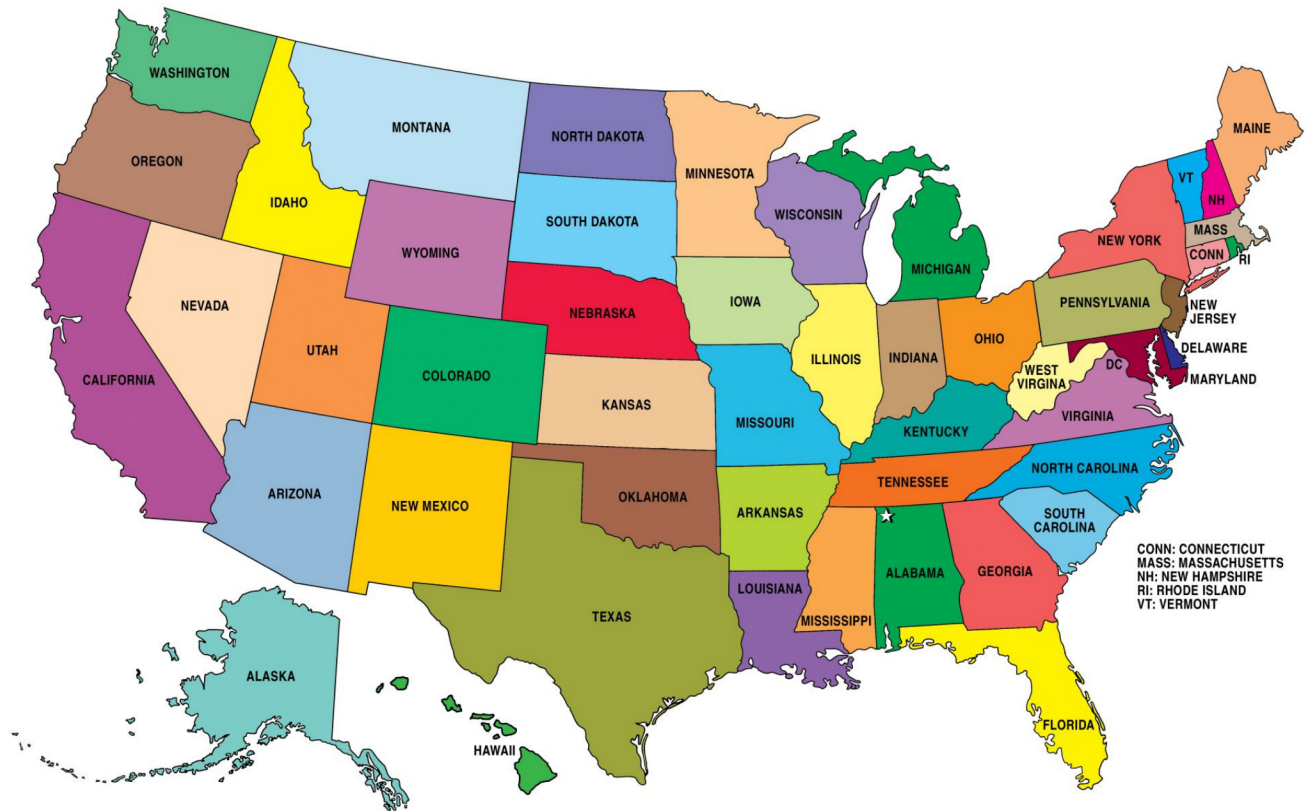 WASHINGTON
OREGON
CALIFORNIA
NEVADA
IDAHO
MONTANA
WYOMING
UTAH
COLORADO
ARIZONA
NEW MEXICO
NORTH DAKOTA
SOUTH DAKOTA
NEBRASKA
KANSAS
OKLAHOMA
TEXAS
MINNESOTA
IOWA
MISSOURI
ARKANSAS
LOUISIANA
WISCONSIN
ILLINOIS
MICHIGAN
INDIANA
OHIO
KENTUCKY
TENNESSEE
MISSISSIPPI
ALABAMA
GEORGIA
FLORIDA
SOUTH
CAROLINA
NORTH CAROLINA
VIRGINIA
WEST
VIRGINA
DC
MARYLAND
DELAWARE
NEW
JERSEY
PENNSYLVANIA
NEW YORK
CONN
RI
MASS
VT
NH
MAINE
ALASKA
HAWAII
CONN: CONNECTICUT
MASS: MASSACHUSETTS
NH: NEW HAMPSHIRE
RI: RHODE ISLAND
VT: VERMONT